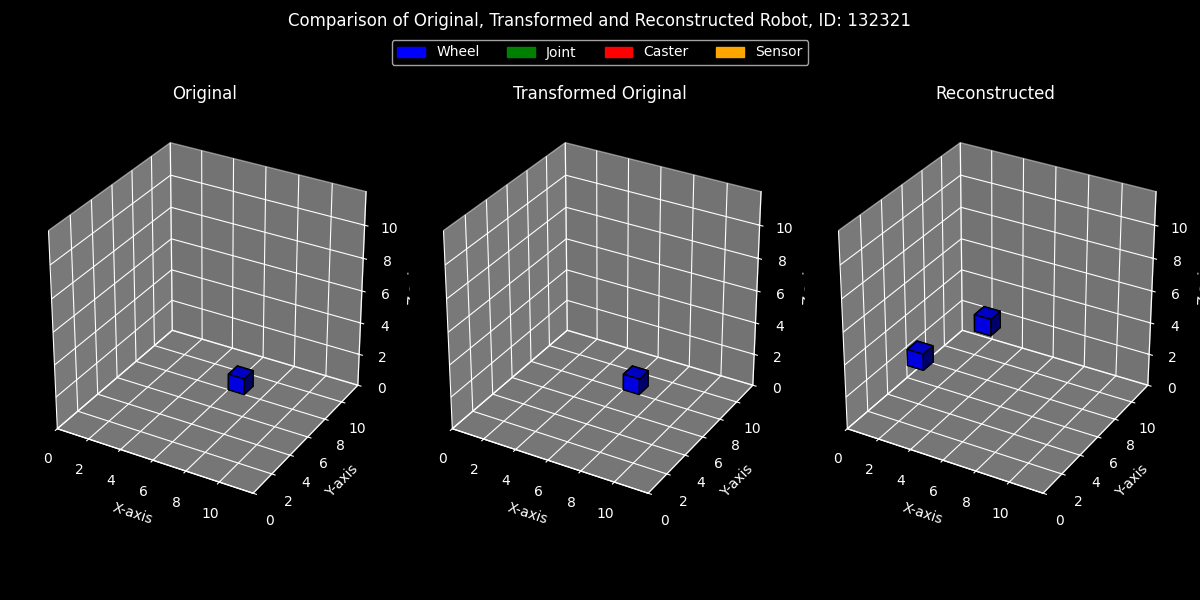 Comparison of Original, Transformed and Reconstructed Robot, ID: 132321
Wheel Joint Caster Sensor
Original Transformed Original Reconstructed
10 10 10
8 8 8
6 6 6
4 4 4
2 2 2
0 0 0
0 2 4 6 8 10 0 2 4 6 8 10 0 2 4 6 8 10
X-axis X-axis X-axis
0 2 4 6 8 10 0 2 4 6 8 10 0 2 4 6 8 10
Y-axis Y-axis Y-axis